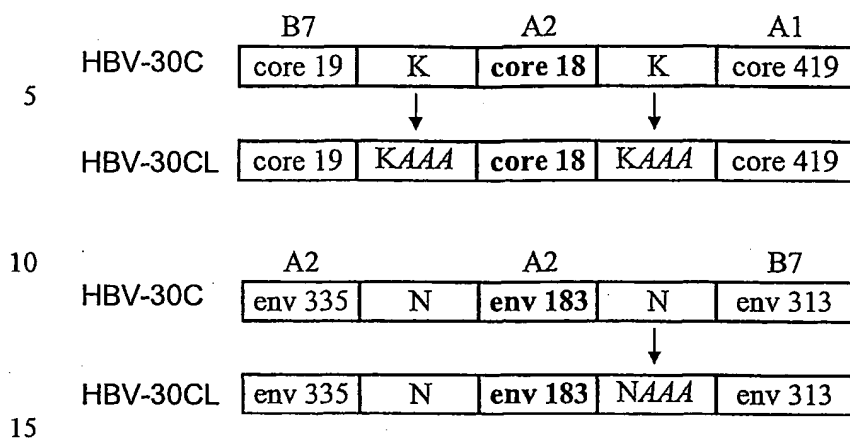 B7 A2 A1
HBV-30C core 19 K core 18 K core 419
5
HBV-30CL core 19 KAAA core 18 KAAA core 419
10 A2 A2 B7
HBV-30C env 335 N env 183 N env 313
HBV-30CL env 335 N env 183 NAAA env 313
15